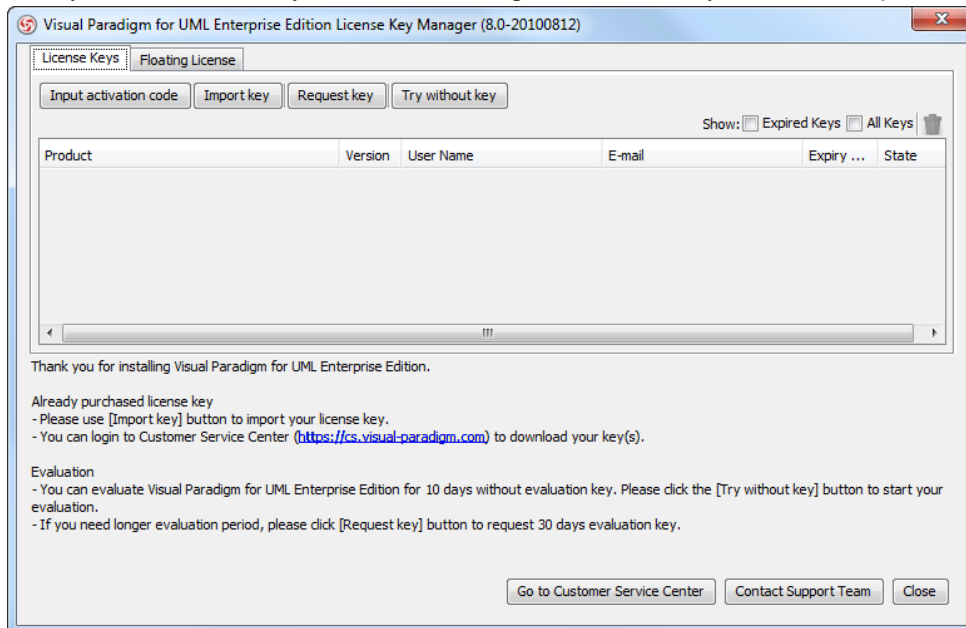 Visual Paradigm for UML Enterprise Edition License Key Manager (8.0-20100812)
License Keys Floating License
Input activation code Import key Request key Try without key
Show: Expired Keys All Keys
Product Version User Name E-mail Expiry ... State
Thank you for installing Visual Paradigm for UML Enterprise Edition.
Already purchased license key
- Please use [Import key] button to import your license key.
- You can login to Customer Service Center (https://cs.visual-paradigm.com) to download your key(s).
Evaluation
- You can evaluate Visual Paradigm for UML Enterprise Edition for 10 days without evaluation key. Please click the [Try without key] button to start your
evaluation.
- If you need longer evaluation period, please click [Request key] button to request 30 days evaluation key.
Go to Customer Service Center Contact Support Team Close